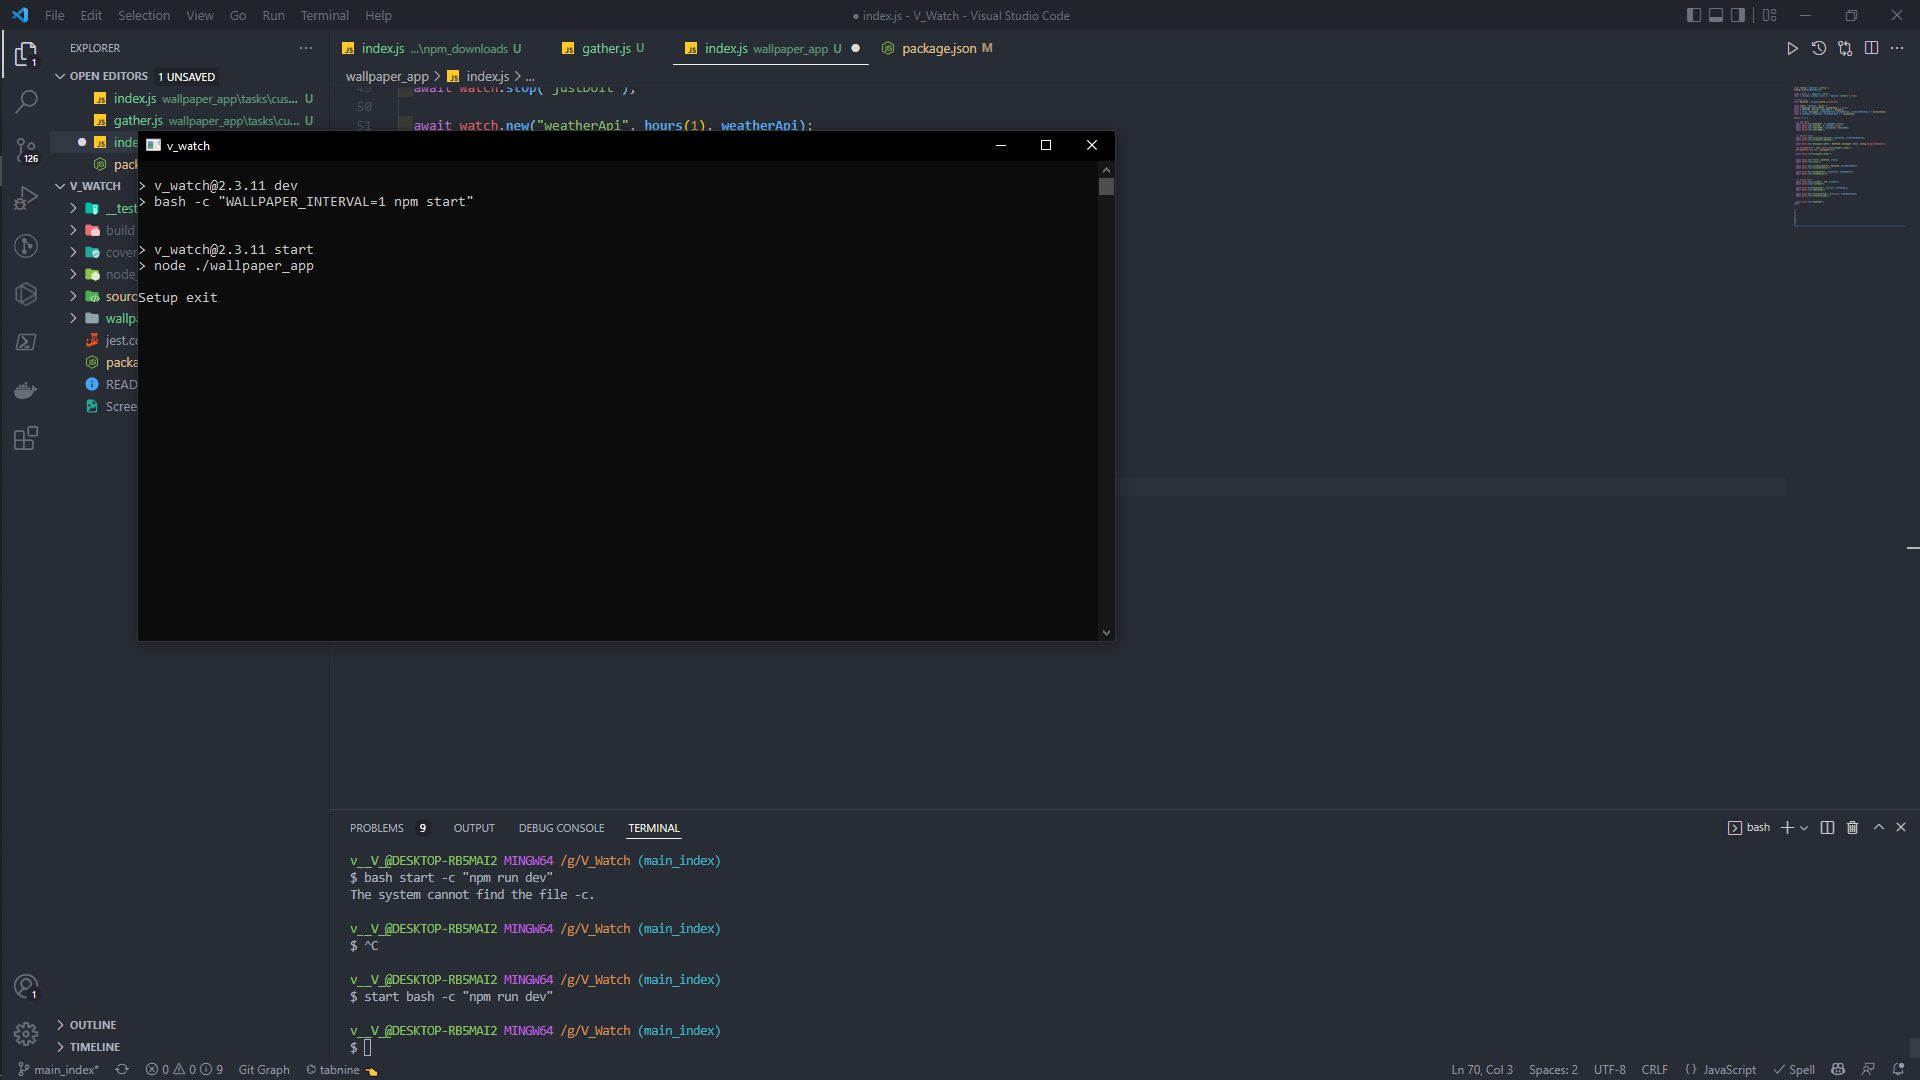 File Edit Selection View Go Run Terminal Help
● index.js - V_Watch - Visual Studio Code
EXPLORER
index.js ...\npm_downloads U
gather.js U
index.js wallpaper_app U
package.json M
OPEN EDITORS 1 UNSAVED
wallpaper_app > index.js > ...
index.js wallpaper_app\tasks\cus... U
gather.js wallpaper_app\tasks\cu... U
inde
pack
49 await watch.stop("justDoIt");
50
51 await watch.new("weatherApi", hours(1), weatherApi);
V_WATCH
__test
build
cover
node_
sourc
wallpa
jest.co
packa
READ
Scree
v_watch
> v_watch@2.3.11 dev
> bash -c "WALLPAPER_INTERVAL=1 npm start"
> v_watch@2.3.11 start
> node ./wallpaper_app
Setup exit
126
1
PROBLEMS 9 OUTPUT DEBUG CONSOLE TERMINAL
bash
v__V_@DESKTOP-RB5MAI2 MINGW64 /g/V_Watch (main_index)
$ bash start -c "npm run dev"
The system cannot find the file -c.
v__V_@DESKTOP-RB5MAI2 MINGW64 /g/V_Watch (main_index)
$ ^C
v__V_@DESKTOP-RB5MAI2 MINGW64 /g/V_Watch (main_index)
$ start bash -c "npm run dev"
v__V_@DESKTOP-RB5MAI2 MINGW64 /g/V_Watch (main_index)
$
1
OUTLINE
TIMELINE
main_index* 0 0 9 Git Graph tabnine
Ln 70, Col 3 Spaces: 2 UTF-8 CRLF {} JavaScript Spell